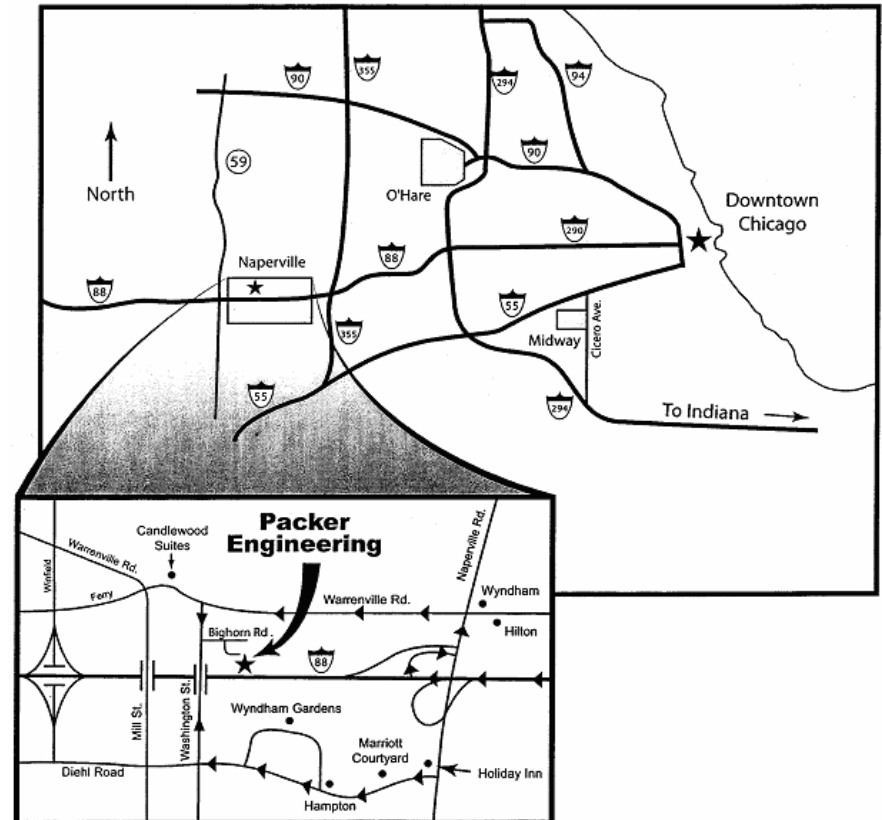 90
355
294
94
59
90
North
O'Hare
Downtown
Chicago
290
Naperville
88
88
55
355
Midway
Cicero Ave.
55
294
To Indiana
Packer
Engineering
Candlewood
Suites
Naperville Rd.
Warrenville Rd.
Winfield
Ferry
Warrenville Rd.
Wyndham
Hilton
Bighorn Rd.
88
Mill St.
Washington St.
Wyndham Gardens
Marriott
Courtyard
Diehl Road
Hampton
Holiday Inn